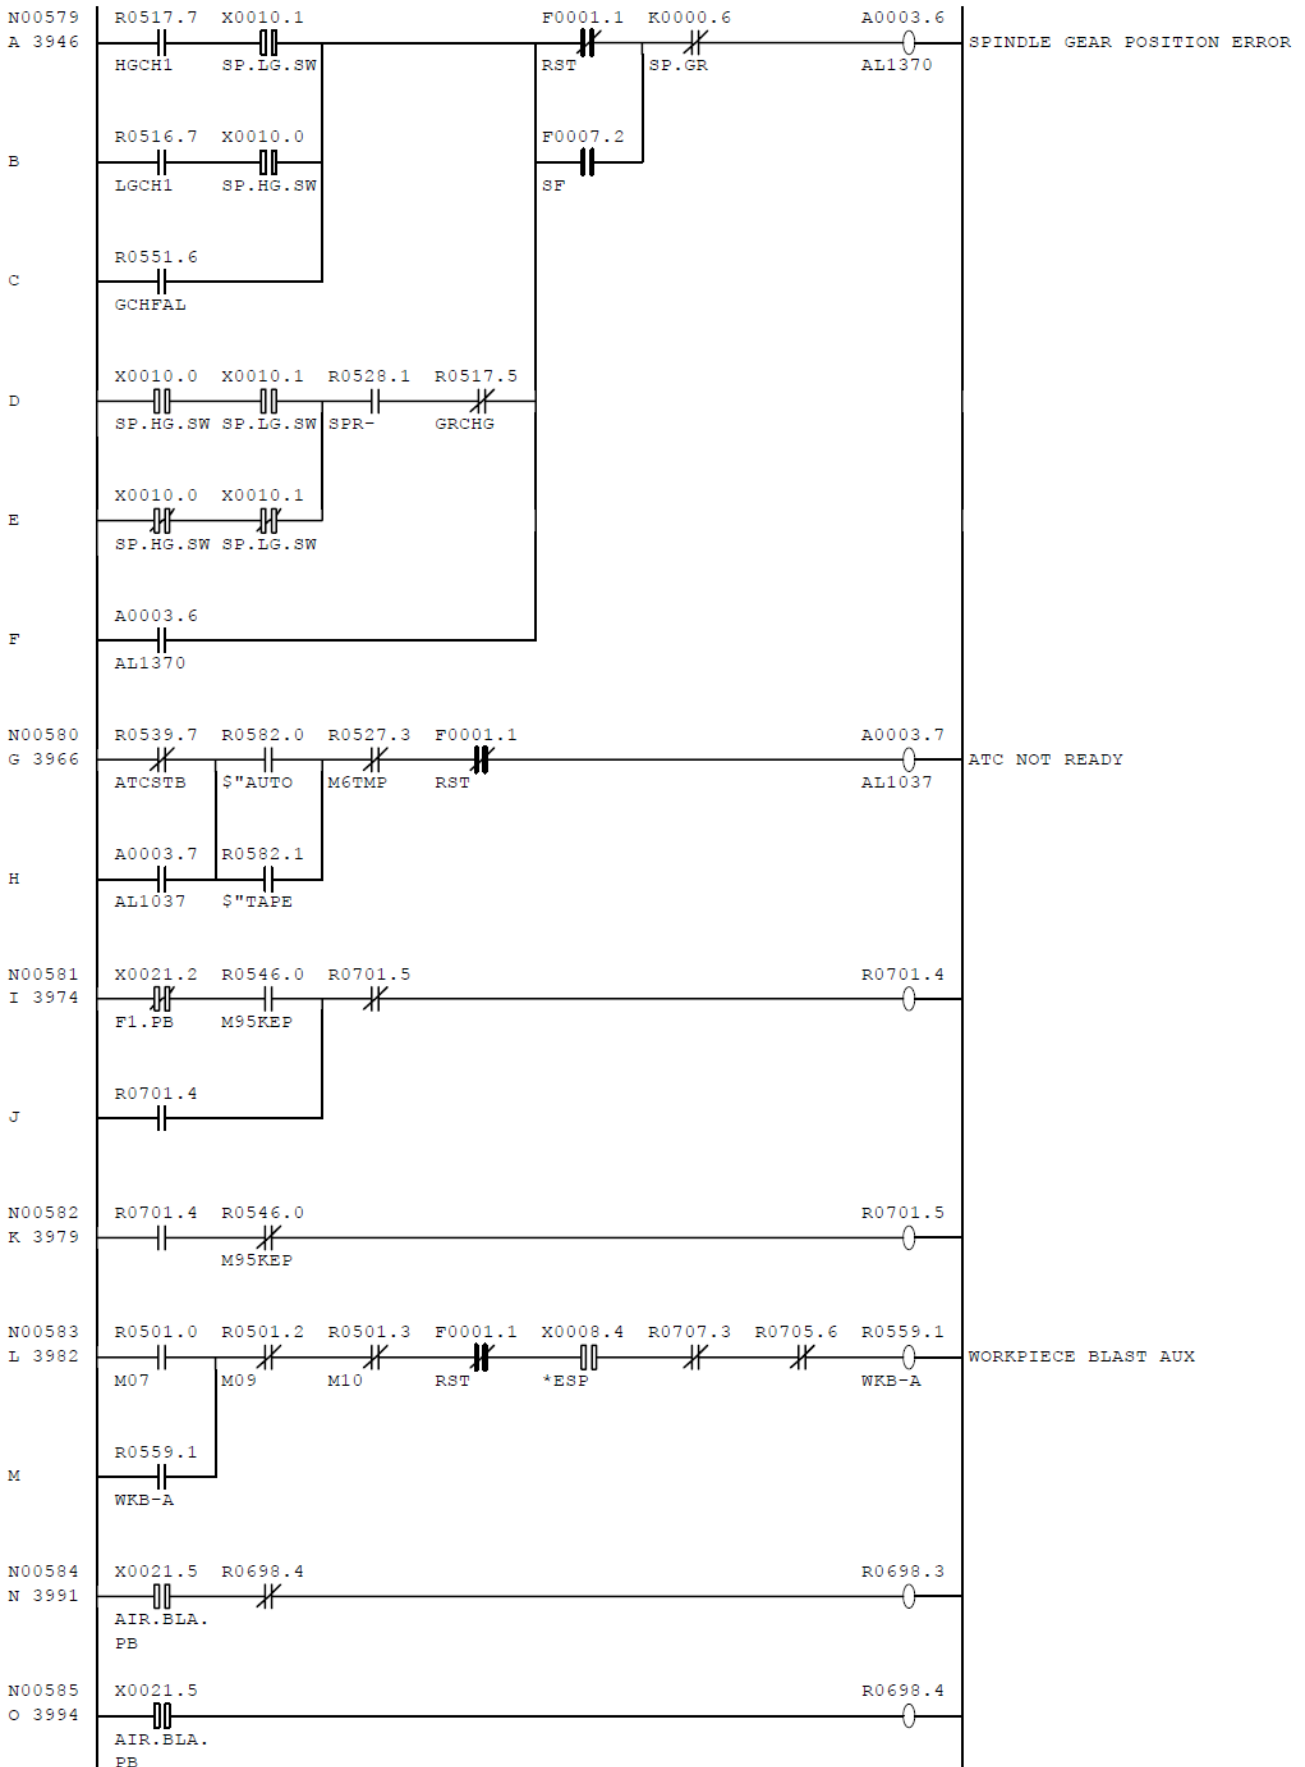 N00579 R0517.7 X0010.1 F0001.1 K0000.6 A0003.6
A 3946 SPINDLE GEAR POSITION ERROR
HGCH1 SP.LG.SW RST SP.GR AL1370
R0516.7 X0010.0 F0007.2
B
LGCH1 SP.HG.SW SF
R0551.6
C
GCHFAL
X0010.0 X0010.1 R0528.1 R0517.5
D
SP.HG.SW SP.LG.SW SPR- GRCHG
X0010.0 X0010.1
E
SP.HG.SW SP.LG.SW
A0003.6
F
AL1370
N00580 R0539.7 R0582.0 R0527.3 F0001.1 A0003.7
G 3966 ATC NOT READY
ATCSTB $"AUTO M6TMP RST AL1037
A0003.7 R0582.1
H
AL1037 $"TAPE
N00581 X0021.2 R0546.0 R0701.5 R0701.4
I 3974
F1.PB M95KEP
R0701.4
J
N00582 R0701.4 R0546.0 R0701.5
K 3979
M95KEP
N00583 R0501.0 R0501.2 R0501.3 F0001.1 X0008.4 R0707.3 R0705.6 R0559.1
L 3982 WORKPIECE BLAST AUX
M07 M09 M10 RST *ESP WKB-A
R0559.1
M
WKB-A
N00584 X0021.5 R0698.4 R0698.3
N 3991
AIR.BLA.
PB
N00585 X0021.5 R0698.4
O 3994
AIR.BLA.
PB